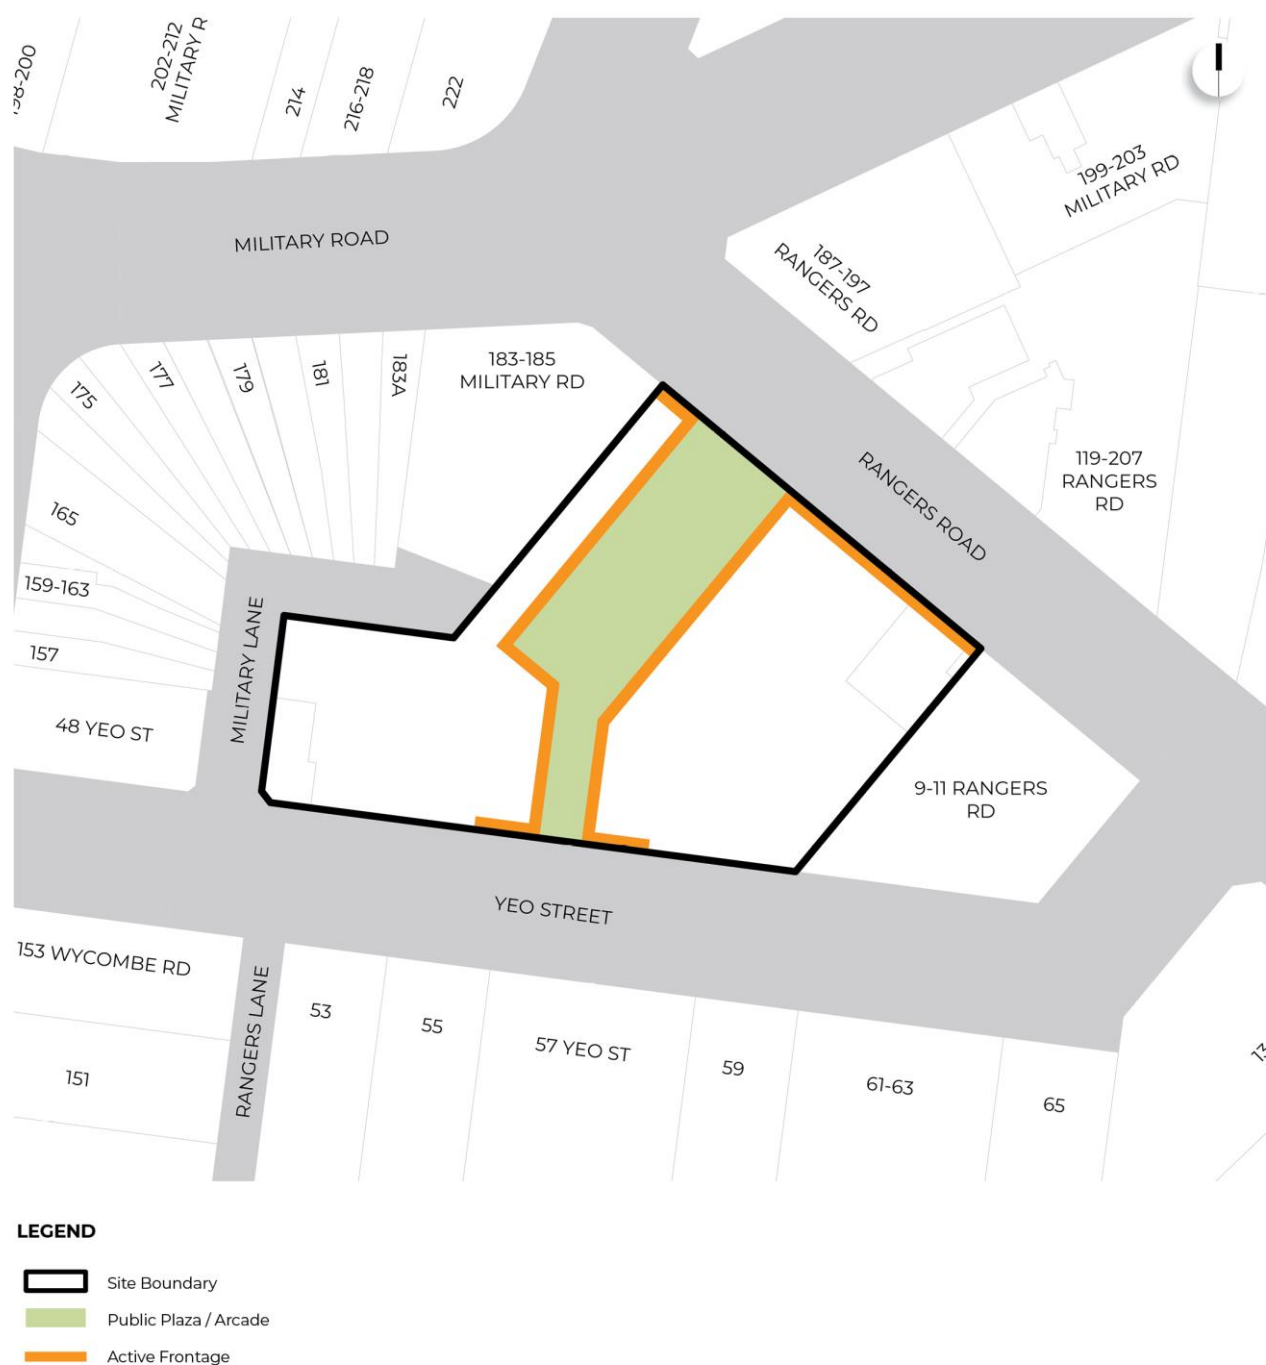 198-200
202-212
MILITARY R
214
216-218
222
199-203
MILITARY RD
MILITARY ROAD
187-197
RANGERS RD
183-185
MILITARY RD
175
177
179
181
183A
RANGERS ROAD
119-207
RANGERS
RD
165
159-163
157
MILITARY LANE
48 YEO ST
9-11 RANGERS
RD
YEO STREET
153 WYCOMBE RD
RANGERS LANE
53
55
57 YEO ST
59
61-63
65
151
13
LEGEND
Site Boundary
Public Plaza / Arcade
Active Frontage